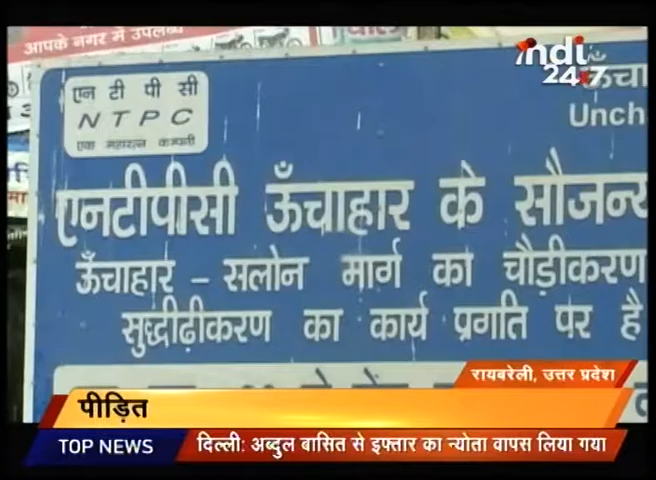 आपके नगर में उपलब्ध
indi
24x7
एन टी पी सी
NTPC
एक महारत्न कम्पनी
ऊँचा
Unch
एनटीपीसी ऊँचाहार के सौजन्य
ऊँचाहार - सलोन मार्ग का चौड़ीकरण
सुद्धीढ़ीकरण का कार्य प्रगति पर है
रायबरेली, उत्तर प्रदेश
पीड़ित
TOP NEWS
दिल्ली: अब्दुल बासित से इफ्तार का न्योता वापस लिया गया